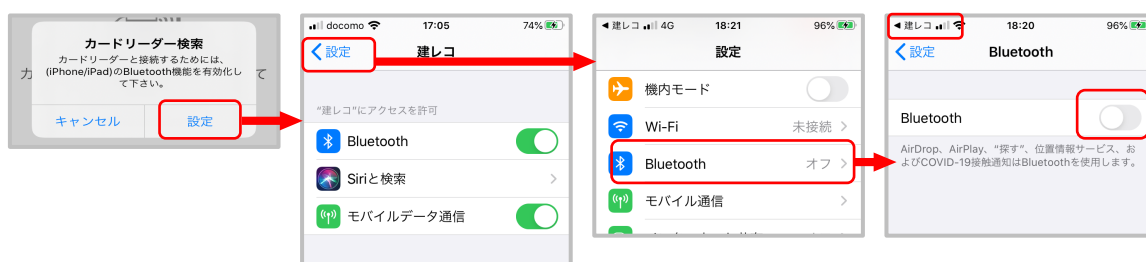 カードリーダー検索
カードリーダーと接続するためには、
(iPhone/iPad)のBluetooth機能を有効化し
て下さい。
カ
て
キャンセル
設定
docomo
17:05
74%
設定
建レコ
"建レコ"にアクセスを許可
Bluetooth
Siriと検索
モバイルデータ通信
建レコ
4G
18:21
96%
設定
機内モード
Wi-Fi
未接続
Bluetooth
オフ
モバイル通信
建レコ
18:20
96%
設定
Bluetooth
Bluetooth
AirDrop、AirPlay、“探す”、位置情報サービス、お
よびCOVID-19接触通知はBluetoothを使用します。